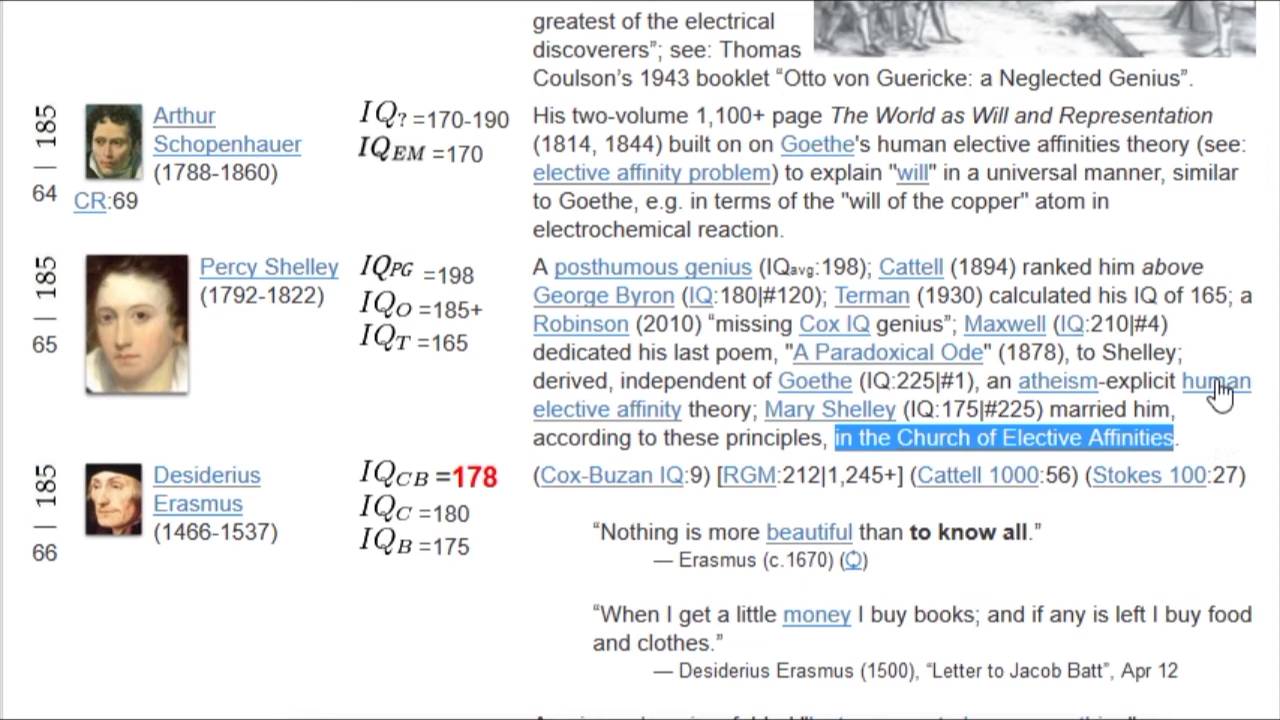 greatest of the electrical
discoverers”; see: Thomas
Coulson’s 1943 booklet “Otto von Guericke: a Neglected Genius”.
185
|
64
Arthur
Schopenhauer
(1788-1860)
CR:69
IQ? =170-190
IQEM =170
His two-volume 1,100+ page The World as Will and Representation
(1814, 1844) built on on Goethe's human elective affinities theory (see:
elective affinity problem) to explain "will" in a universal manner, similar
to Goethe, e.g. in terms of the "will of the copper" atom in
electrochemical reaction.
185
|
65
Percy Shelley
(1792-1822)
IQPG =198
IQO =185+
IQT =165
A posthumous genius (IQavg:198); Cattell (1894) ranked him above
George Byron (IQ:180|#120); Terman (1930) calculated his IQ of 165; a
Robinson (2010) “missing Cox IQ genius”; Maxwell (IQ:210|#4)
dedicated his last poem, "A Paradoxical Ode" (1878), to Shelley;
derived, independent of Goethe (IQ:225|#1), an atheism-explicit human
elective affinity theory; Mary Shelley (IQ:175|#225) married him,
according to these principles, in the Church of Elective Affinities.
185
|
66
Desiderius
Erasmus
(1466-1537)
IQCB =178
IQC =180
IQB =175
(Cox-Buzan IQ:9) [RGM:212|1,245+] (Cattell 1000:56) (Stokes 100:27)
“Nothing is more beautiful than to know all.”
— Erasmus (c.1670) (Q)
“When I get a little money I buy books; and if any is left I buy food
and clothes.”
— Desiderius Erasmus (1500), “Letter to Jacob Batt”, Apr 12